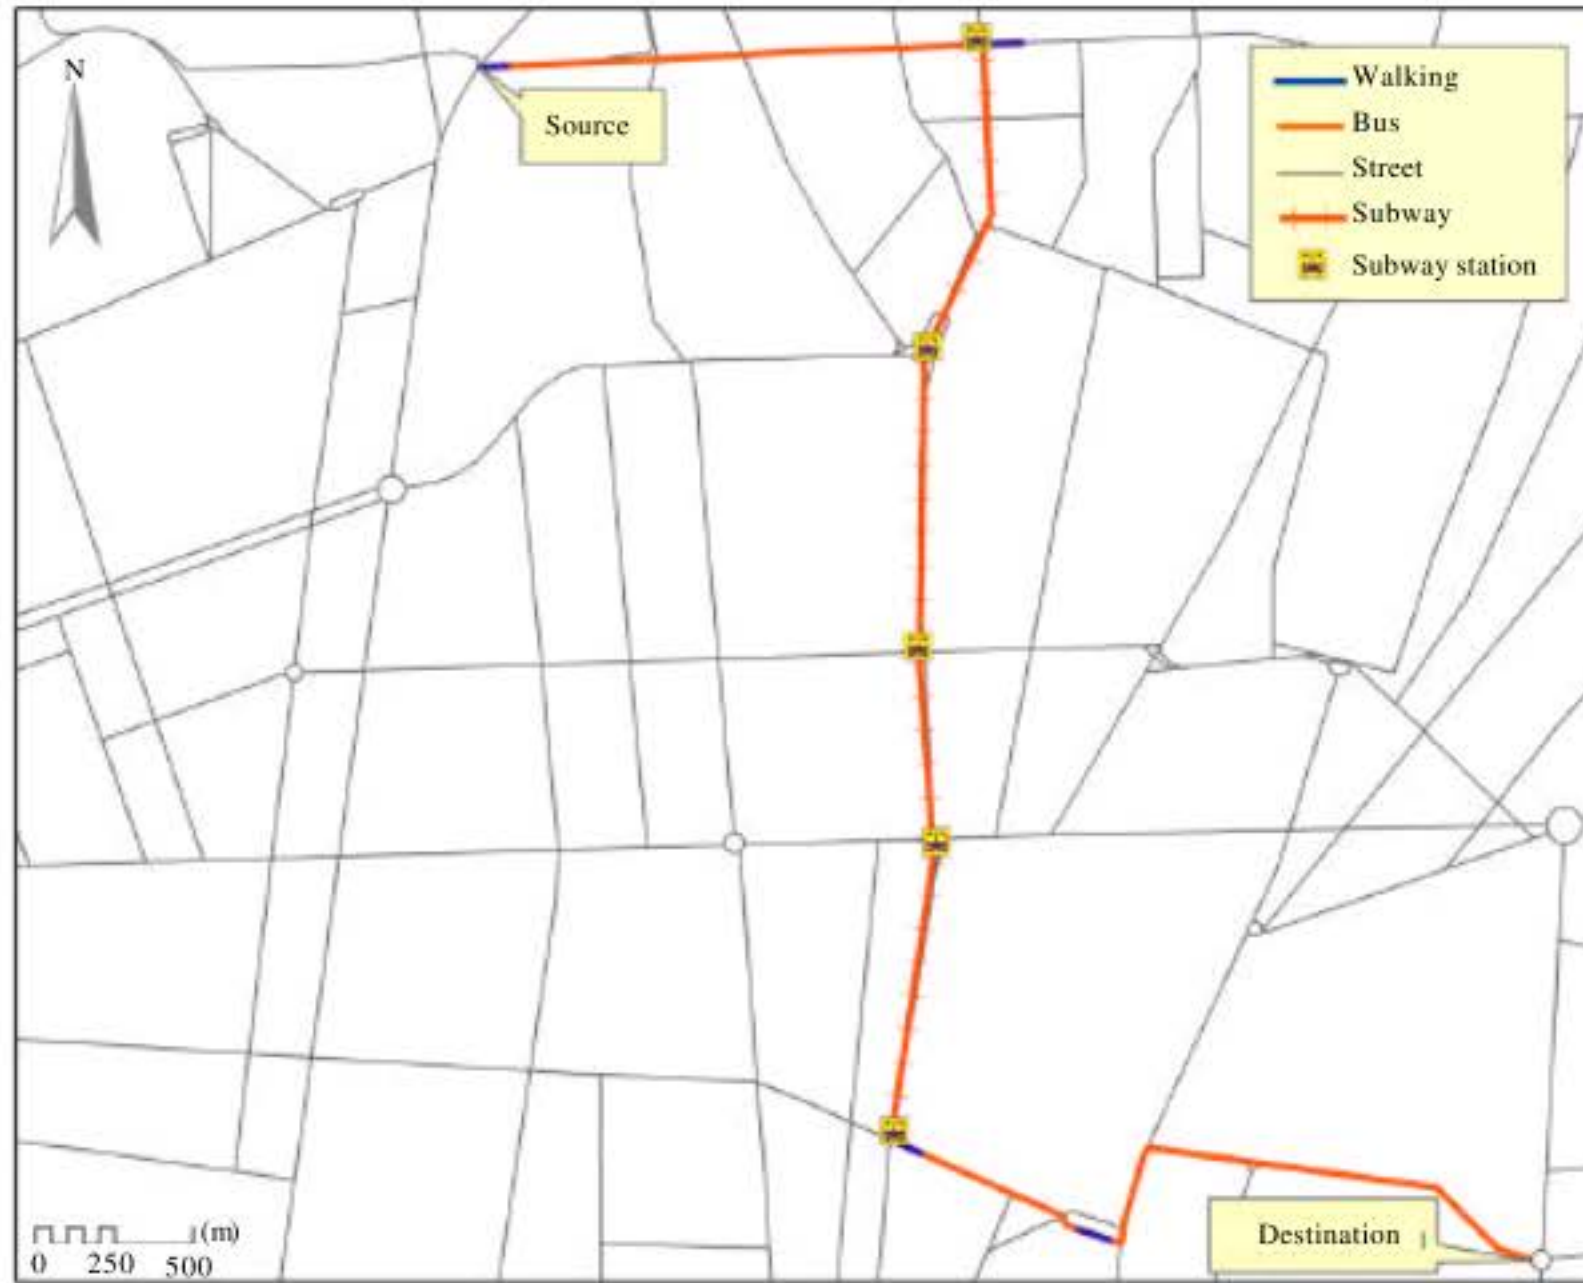 N
Source
Walking
Bus
Street
Subway
Subway station
Destination
(m)
0 250 500